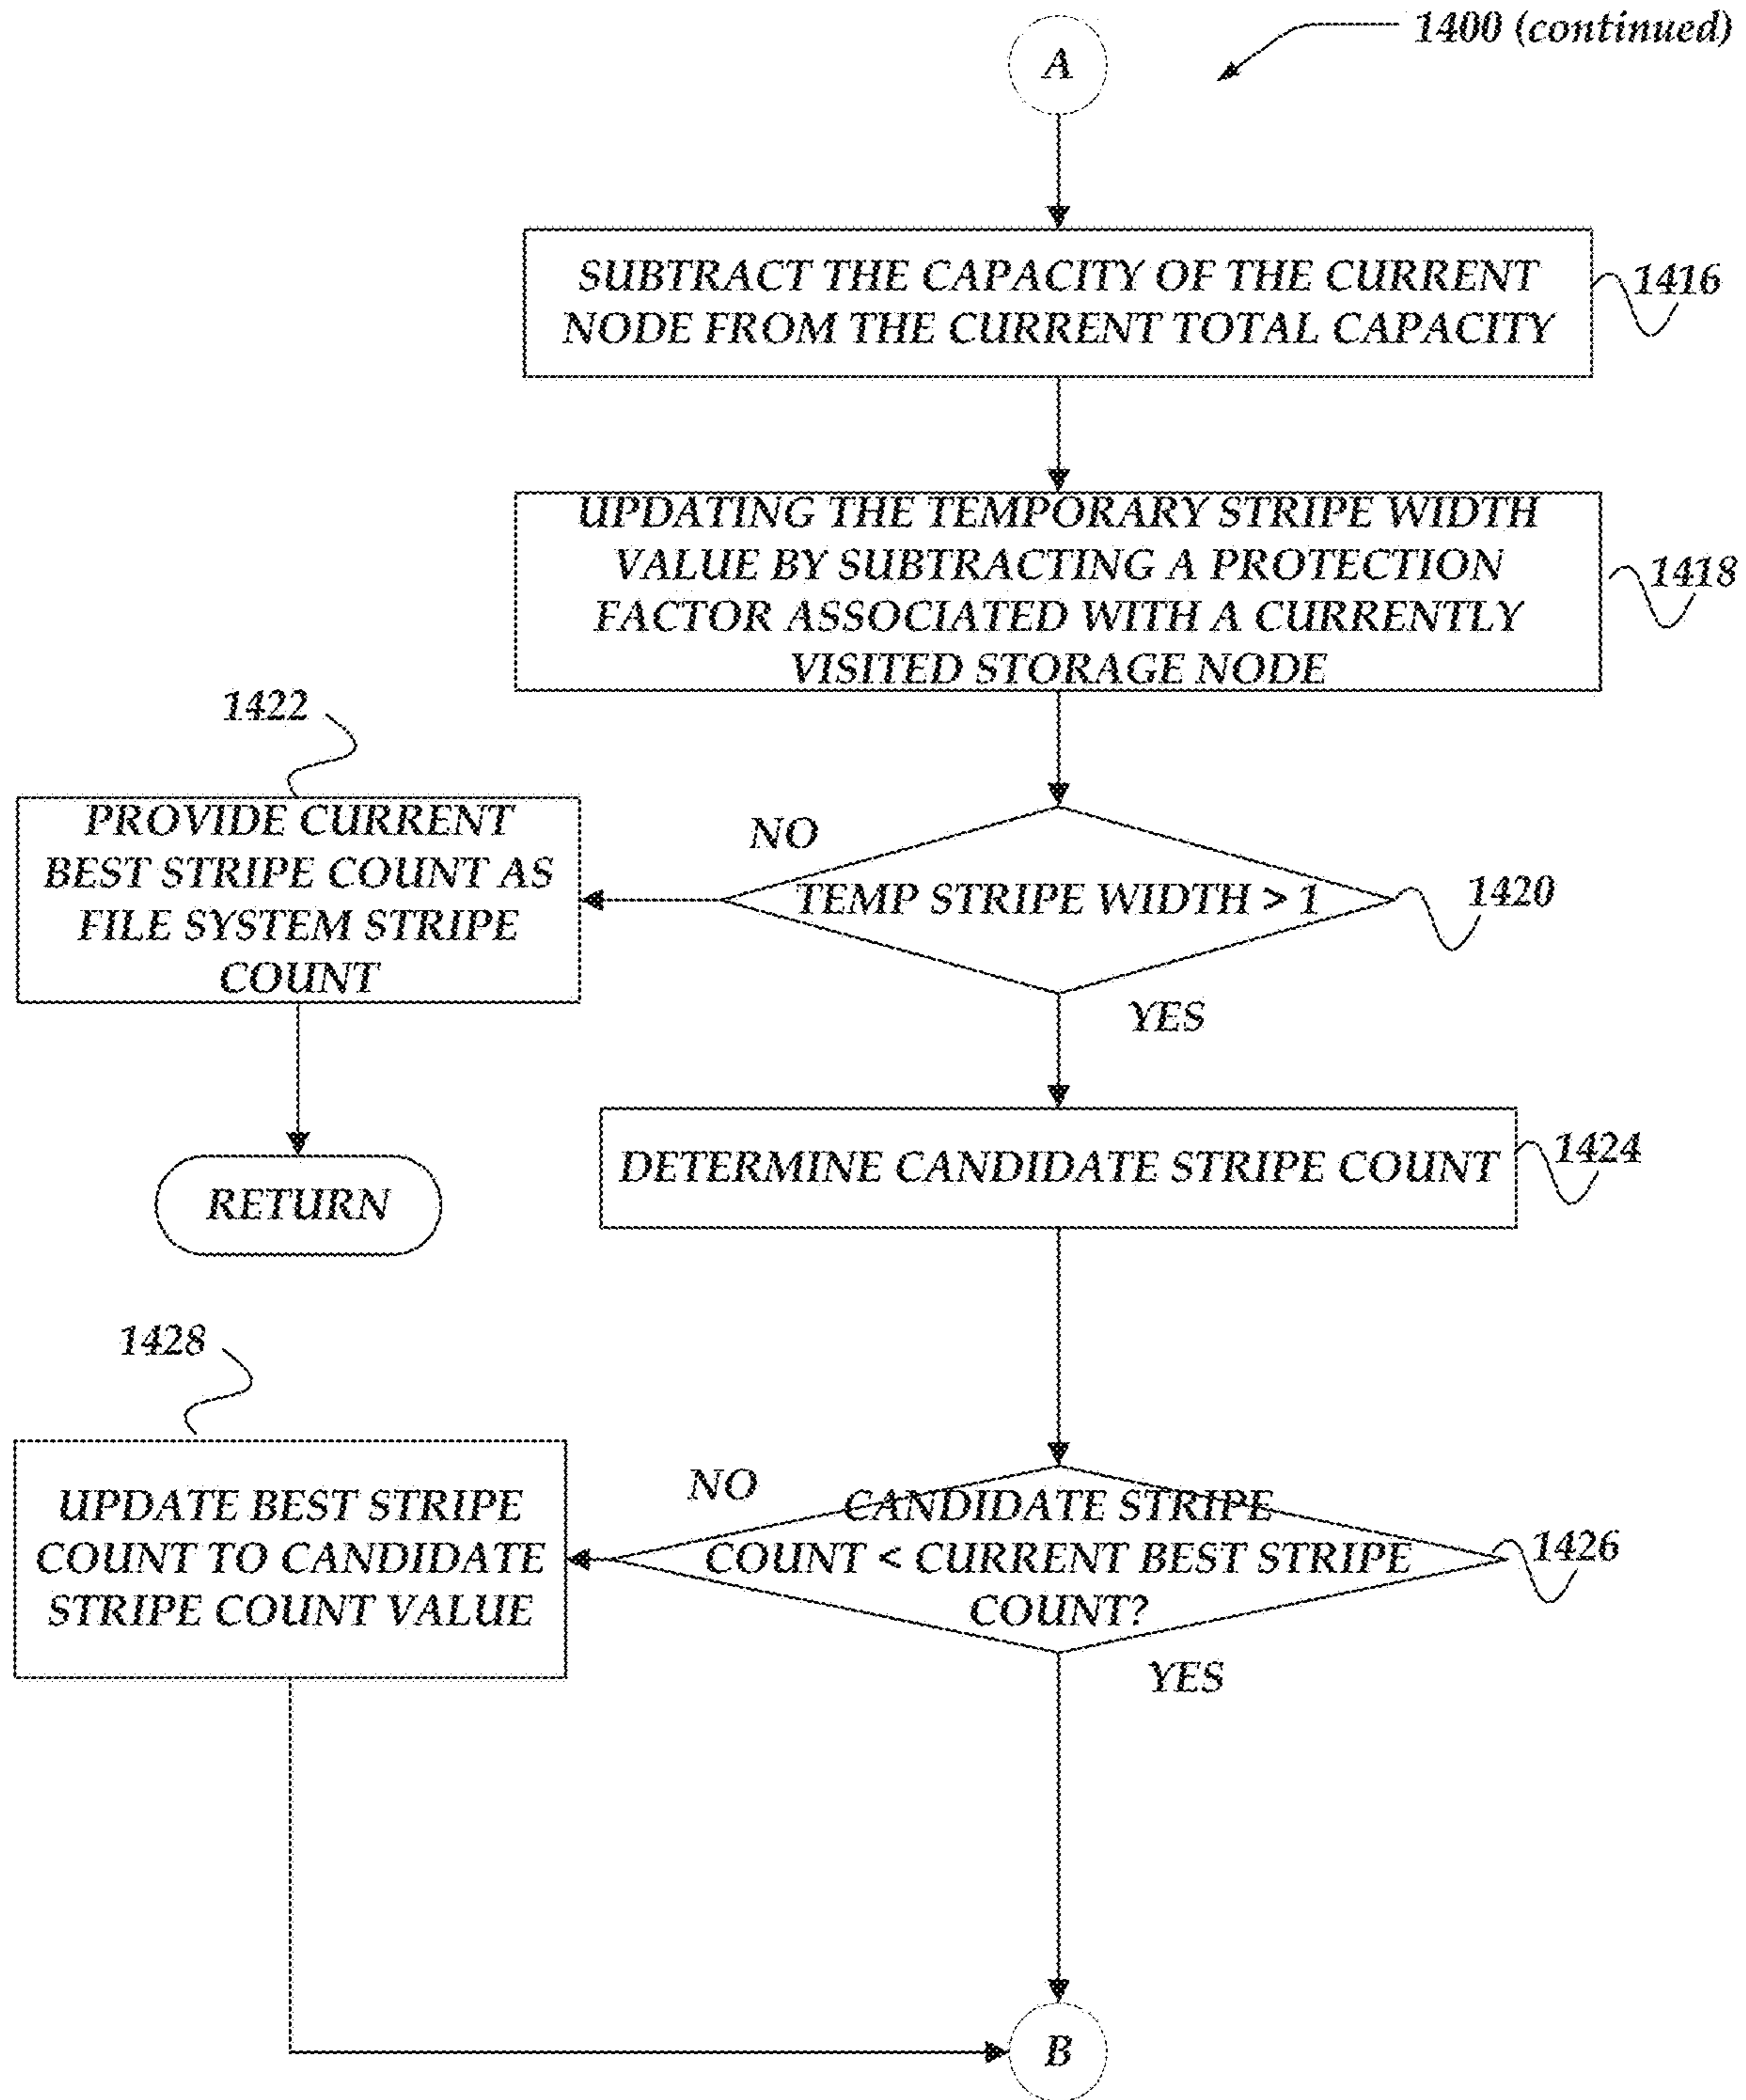 1400 (continued)
A
SUBTRACT THE CAPACITY OF THE CURRENT
NODE FROM THE CURRENT TOTAL CAPACITY
1416
UPDATING THE TEMPORARY STRIPE WIDTH
VALUE BY SUBTRACTING A PROTECTION
FACTOR ASSOCIATED WITH A CURRENTLY
VISITED STORAGE NODE
1418
1422
PROVIDE CURRENT
BEST STRIPE COUNT AS
FILE SYSTEM STRIPE
COUNT
NO
TEMP STRIPE WIDTH > 1
1420
YES
RETURN
DETERMINE CANDIDATE STRIPE COUNT
1424
1428
UPDATE BEST STRIPE
COUNT TO CANDIDATE
STRIPE COUNT VALUE
NO
CANDIDATE STRIPE
COUNT < CURRENT BEST STRIPE
COUNT?
1426
YES
B